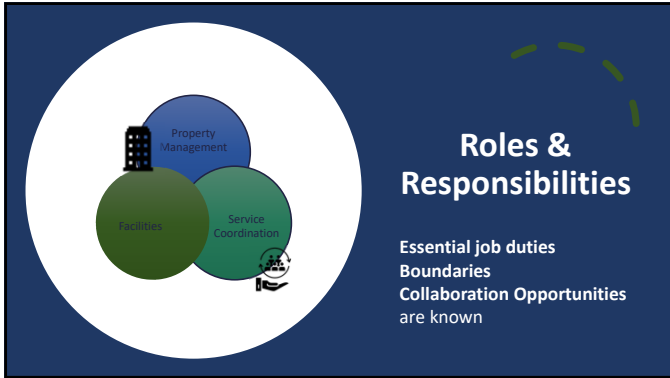 Property
Management
Facilities
Service
Coordination
Roles &
Responsibilities
Essential job duties
Boundaries
Collaboration Opportunities
are known